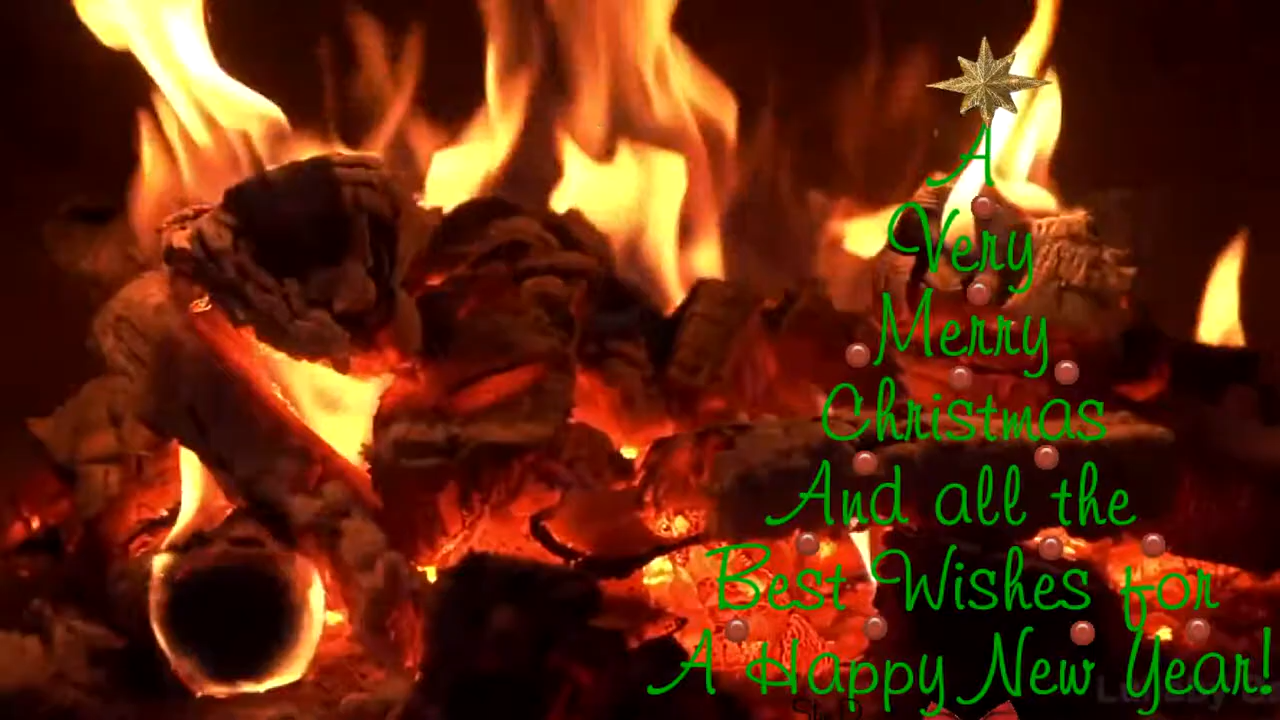 A
Very
Merry
Christmas
And all the
Best Wishes for
A Happy New Year!